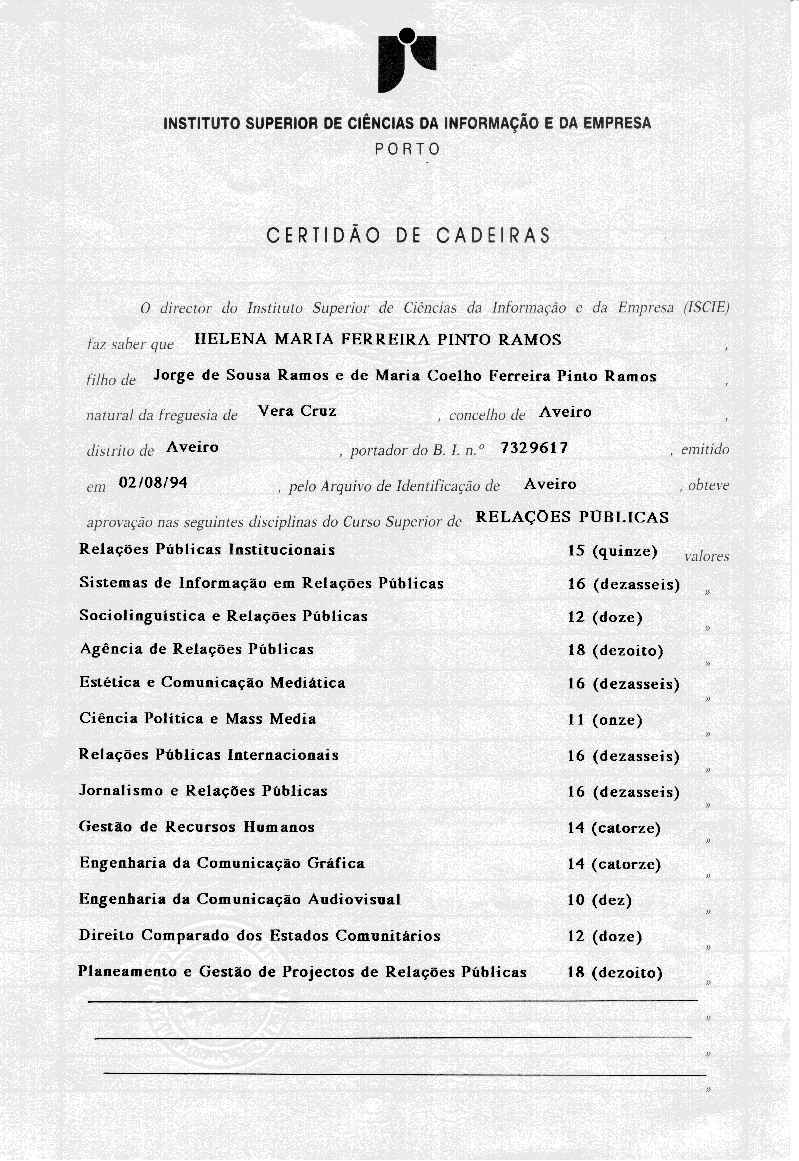 INSTITUTO SUPERIOR DE CIÊNCIAS DA INFORMAÇÃO E DA EMPRESA
PORTO
CERTIDÃO DE CADEIRAS
O director do Instituto Superior de Ciências da Informação e da Empresa (ISCIE)
faz saber que HELENA MARIA FERREIRA PINTO RAMOS ,
filho de Jorge de Sousa Ramos e de Maria Coelho Ferreira Pinto Ramos ,
natural da freguesia de Vera Cruz , concelho de Aveiro ,
distrito de Aveiro , portador do B. I. n.º 7329617 , emitido
em 02/08/94 , pelo Arquivo de Identificação de Aveiro , obteve
aprovação nas seguintes disciplinas do Curso Superior de RELAÇÕES PÚBLICAS
Relações Públicas Institucionais 15 (quinze) valores
Sistemas de Informação em Relações Públicas 16 (dezasseis) »
Sociolinguística e Relações Públicas 12 (doze) »
Agência de Relações Públicas 18 (dezoito) »
Estética e Comunicação Mediática 16 (dezasseis) »
Ciência Política e Mass Media 11 (onze) »
Relações Públicas Internacionais 16 (dezasseis) »
Jornalismo e Relações Públicas 16 (dezasseis) »
Gestão de Recursos Humanos 14 (catorze) »
Engenharia da Comunicação Gráfica 14 (catorze) »
Engenharia da Comunicação Audiovisual 10 (dez) »
Direito Comparado dos Estados Comunitários 12 (doze) »
Planeamento e Gestão de Projectos de Relações Públicas 18 (dezoito) »
»
»
»